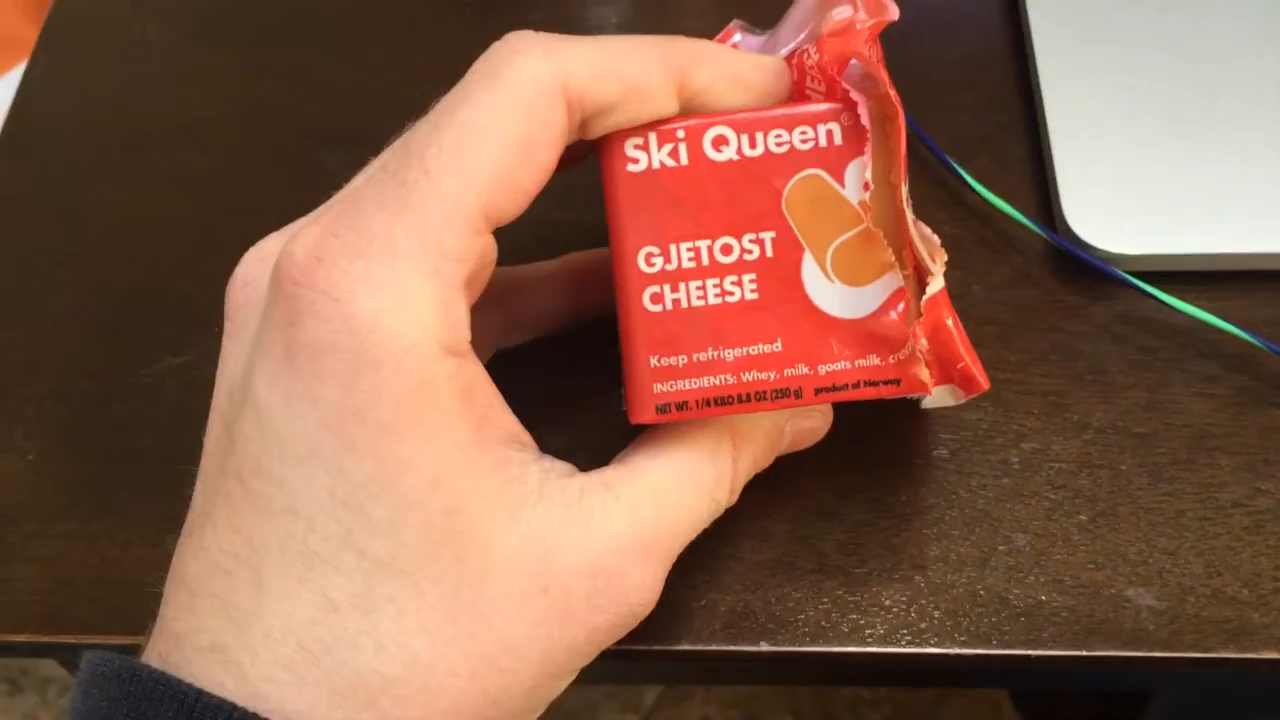 CHEESE
Ski Queen®
GJETOST
CHEESE
Keep refrigerated
INGREDIENTS: Whey, milk, goats milk,
NET WT. 1/4 KILO 8.8 OZ (250 g) product of Norway